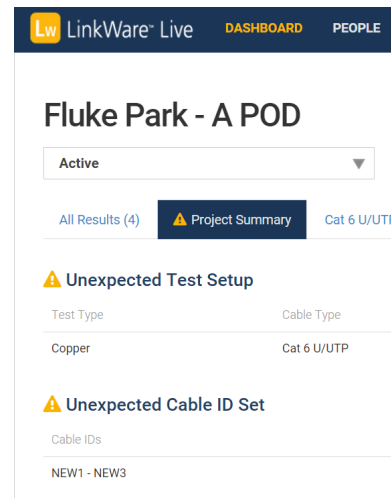 Lw LinkWare™ Live DASHBOARD PEOPLE
Fluke Park - A POD
Active
All Results (4) Project Summary Cat 6 U/UTP
Unexpected Test Setup
Test Type Cable Type
Copper Cat 6 U/UTP
Unexpected Cable ID Set
Cable IDs
NEW1 - NEW3